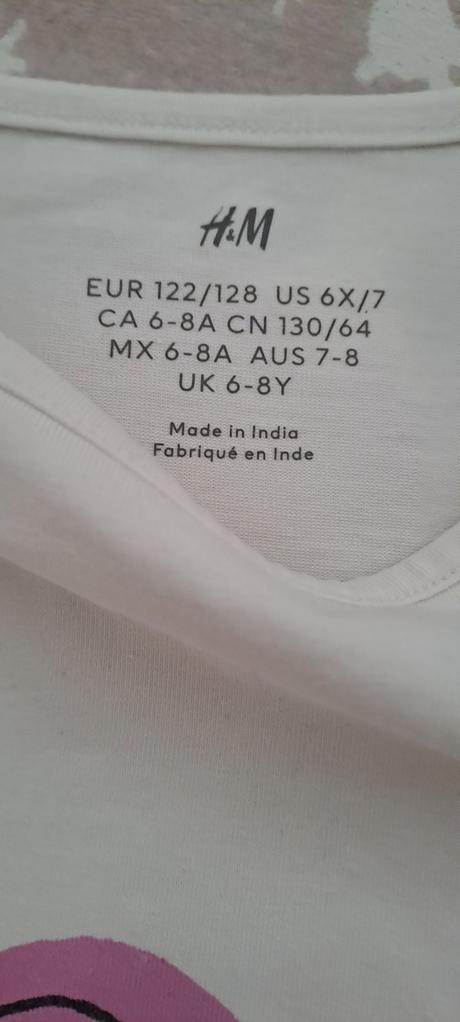 H&M
EUR 122/128 US 6X/7
CA 6-8A CN 130/64
MX 6-8A AUS 7-8
UK 6-8Y
Made in India
Fabriqué en Inde